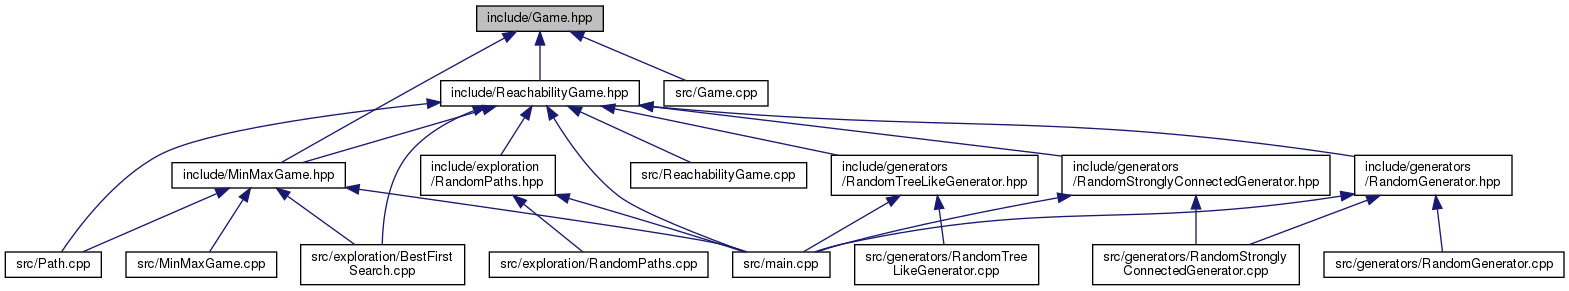 include/Game.hpp
include/ReachabilityGame.hpp
src/Game.cpp
include/MinMaxGame.hpp
include/exploration
/RandomPaths.hpp
src/ReachabilityGame.cpp
include/generators
/RandomTreeLikeGenerator.hpp
include/generators
/RandomStronglyConnectedGenerator.hpp
include/generators
/RandomGenerator.hpp
src/Path.cpp
src/MinMaxGame.cpp
src/exploration/BestFirst
Search.cpp
src/exploration/RandomPaths.cpp
src/main.cpp
src/generators/RandomTree
LikeGenerator.cpp
src/generators/RandomStrongly
ConnectedGenerator.cpp
src/generators/RandomGenerator.cpp